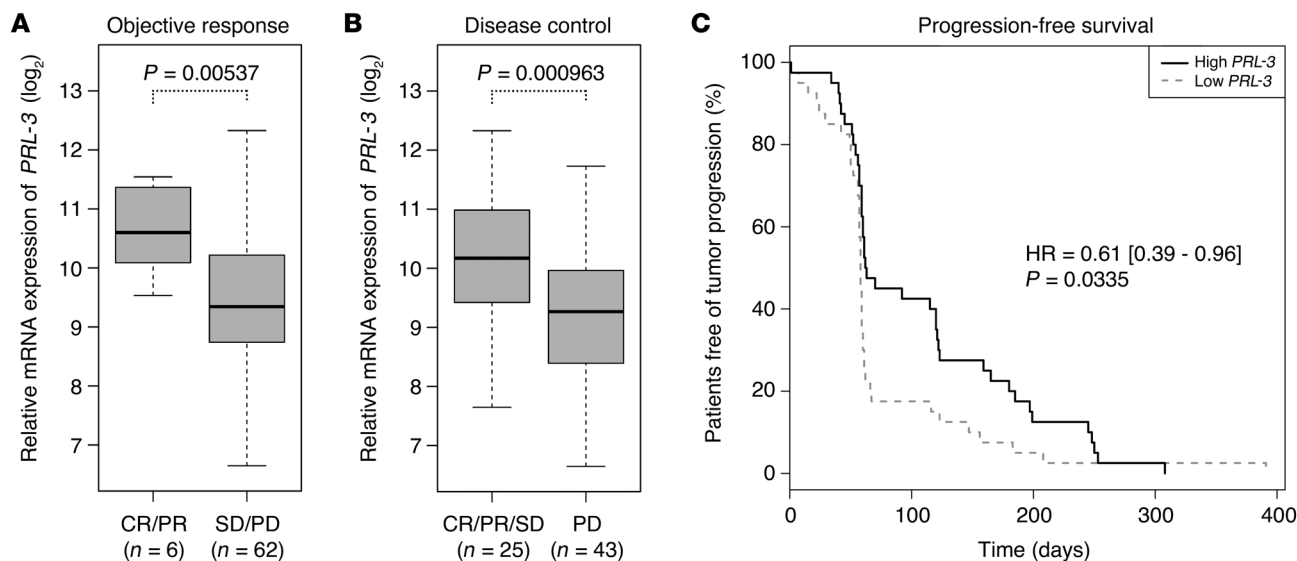 A
Objective response
Relative mRNA expression of PRL-3 (log₂)
P = 0.00537
13
12
11
10
9
8
7
CR/PR
(n = 6)
SD/PD
(n = 62)
B
Disease control
Relative mRNA expression of PRL-3 (log₂)
P = 0.000963
13
12
11
10
9
8
7
CR/PR/SD
(n = 25)
PD
(n = 43)
C
Progression-free survival
Patients free of tumor progression (%)
100
80
60
40
20
0
High PRL-3
Low PRL-3
HR = 0.61 [0.39 - 0.96]
P = 0.0335
0
100
200
300
400
Time (days)